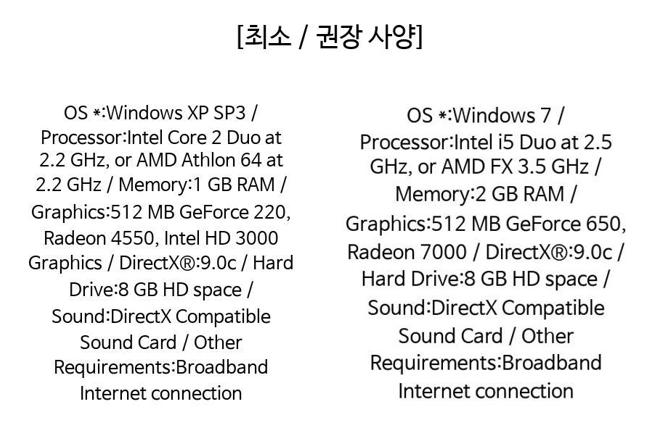 [최소 / 권장 사양]
OS *:Windows XP SP3 /
Processor:Intel Core 2 Duo at
2.2 GHz, or AMD Athlon 64 at
2.2 GHz / Memory:1 GB RAM /
Graphics:512 MB GeForce 220,
Radeon 4550, Intel HD 3000
Graphics / DirectX®:9.0c / Hard
Drive:8 GB HD space /
Sound:DirectX Compatible
Sound Card / Other
Requirements:Broadband
Internet connection
OS *:Windows 7 /
Processor:Intel i5 Duo at 2.5
GHz, or AMD FX 3.5 GHz /
Memory:2 GB RAM /
Graphics:512 MB GeForce 650,
Radeon 7000 / DirectX®:9.0c /
Hard Drive:8 GB HD space /
Sound:DirectX Compatible
Sound Card / Other
Requirements:Broadband
Internet connection